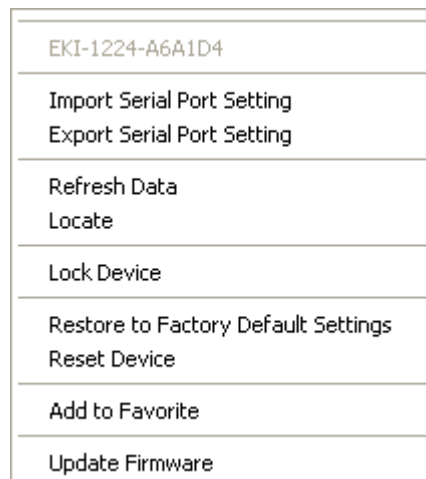 EKI-1224-A6A1D4
Import Serial Port Setting
Export Serial Port Setting
Refresh Data
Locate
Lock Device
Restore to Factory Default Settings
Reset Device
Add to Favorite
Update Firmware